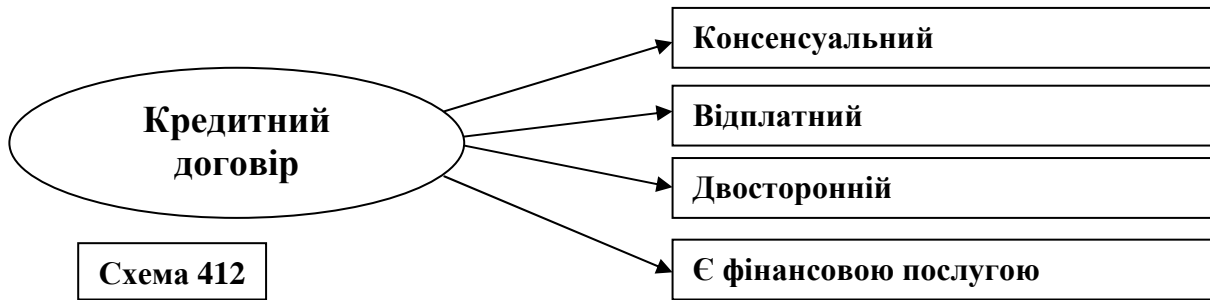 Кредитний
договір
Консенсуальний
Відплатний
Двосторонній
Є фінансовою послугою
Схема 412